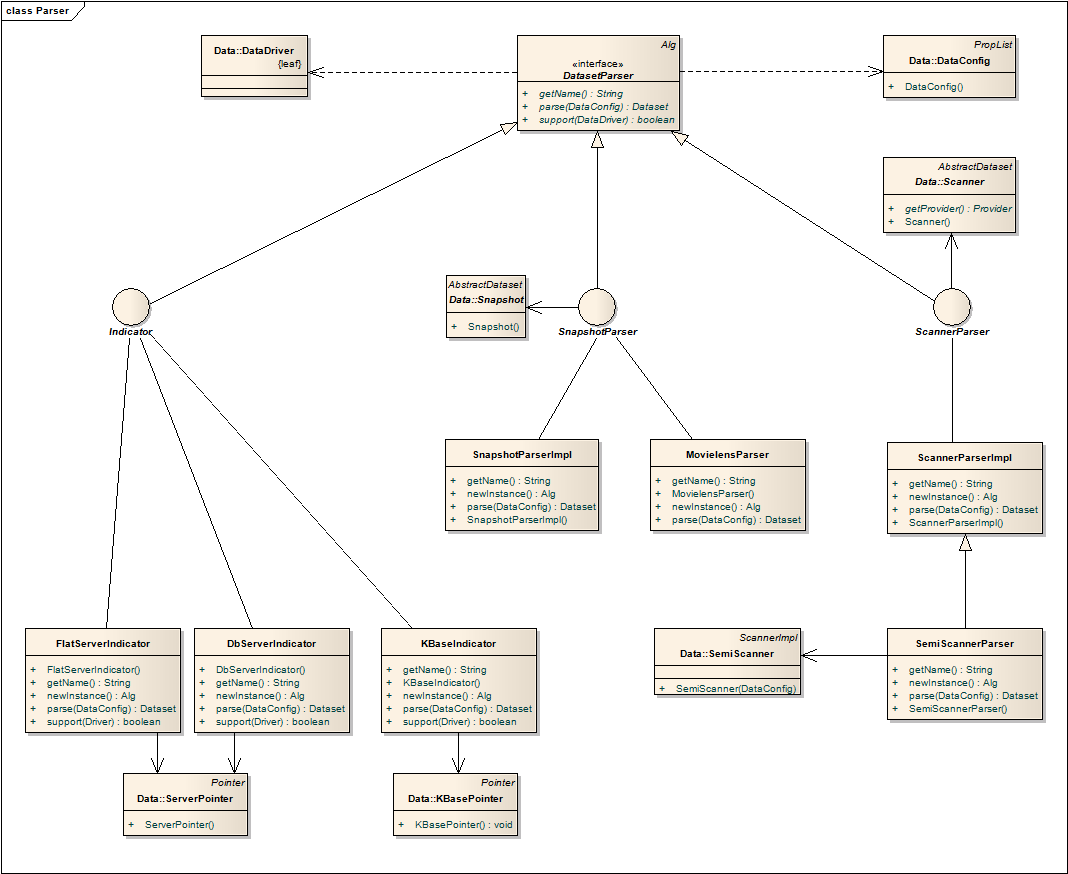 class Parser
Data::DataDriver
{leaf}
Alg
«interface»
DatasetParser
+ getName() : String
+ parse(DataConfig) : Dataset
+ support(DataDriver) : boolean
PropList
Data::DataConfig
+ DataConfig()
AbstractDataset
Data::Scanner
+ getProvider() : Provider
+ Scanner()
Indicator
AbstractDataset
Data::Snapshot
+ Snapshot()
SnapshotParser
ScannerParser
SnapshotParserImpl
+ getName() : String
+ newInstance() : Alg
+ parse(DataConfig) : Dataset
+ SnapshotParserImpl()
MovielensParser
+ getName() : String
+ MovielensParser()
+ newInstance() : Alg
+ parse(DataConfig) : Dataset
ScannerParserImpl
+ getName() : String
+ newInstance() : Alg
+ parse(DataConfig) : Dataset
+ ScannerParserImpl()
FlatServerIndicator
+ FlatServerIndicator()
+ getName() : String
+ newInstance() : Alg
+ parse(DataConfig) : Dataset
+ support(Driver) : boolean
DbServerIndicator
+ DbServerIndicator()
+ getName() : String
+ newInstance() : Alg
+ parse(DataConfig) : Dataset
+ support(Driver) : boolean
KBaseIndicator
+ getName() : String
+ KBaseIndicator()
+ newInstance() : Alg
+ parse(DataConfig) : Dataset
+ support(Driver) : boolean
ScannerImpl
Data::SemiScanner
+ SemiScanner(DataConfig)
SemiScannerParser
+ getName() : String
+ newInstance() : Alg
+ parse(DataConfig) : Dataset
+ SemiScannerParser()
Pointer
Data::ServerPointer
+ ServerPointer()
Pointer
Data::KBasePointer
+ KBasePointer() : void